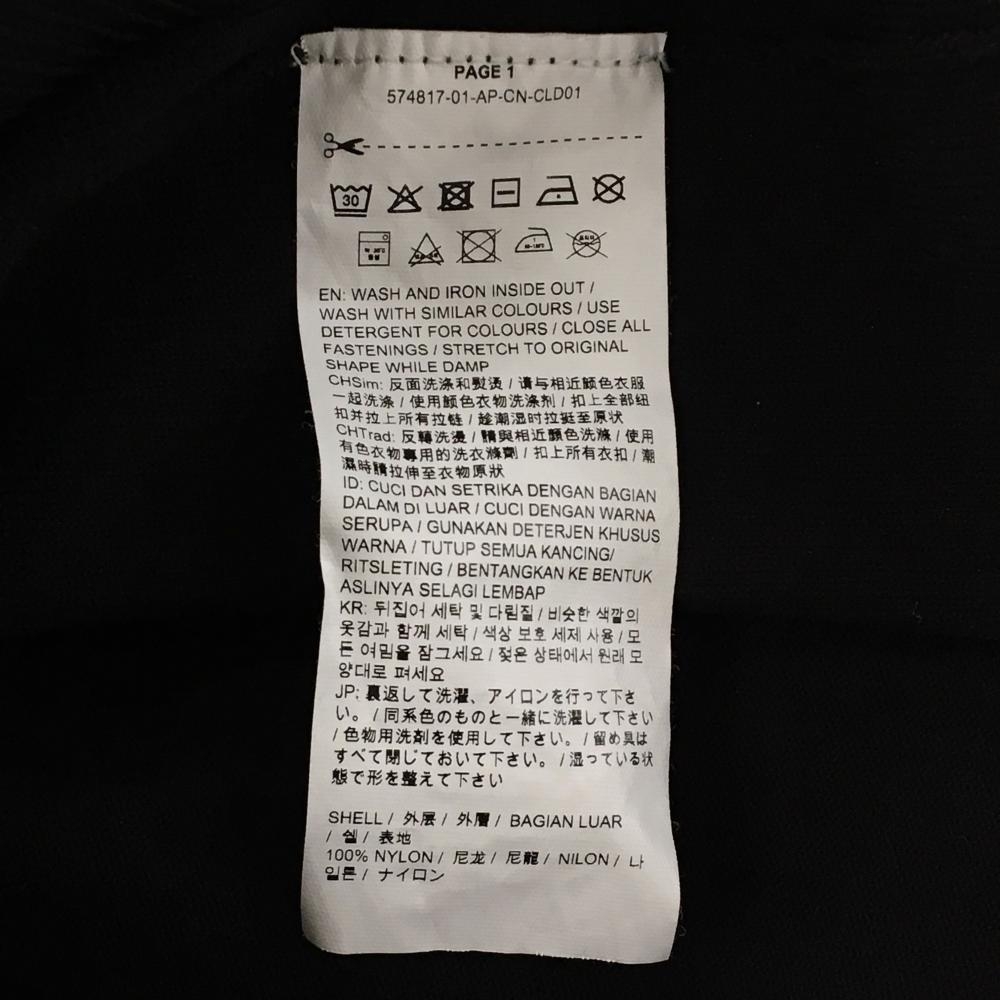 PAGE 1
574817-01-AP-CN-CLD01
30
EN: WASH AND IRON INSIDE OUT /
WASH WITH SIMILAR COLOURS / USE
DETERGENT FOR COLOURS / CLOSE ALL
FASTENINGS / STRETCH TO ORIGINAL
SHAPE WHILE DAMP
CHSim: 反面洗涤和熨烫 / 请与相近颜色衣服
一起洗涤 / 使用颜色衣物洗涤剂 / 扣上全部纽
扣并拉上所有拉链 / 趁潮湿时拉挺至原状
CHTrad: 反轉洗燙 / 請與相近顏色洗滌 / 使用
有色衣物專用的洗衣滌劑 / 扣上所有衣扣 / 潮
濕時請拉伸至衣物原狀
ID: CUCI DAN SETRIKA DENGAN BAGIAN
DALAM DI LUAR / CUCI DENGAN WARNA
SERUPA / GUNAKAN DETERJEN KHUSUS
WARNA / TUTUP SEMUA KANCING/
RITSLETING / BENTANGKAN KE BENTUK
ASLINYA SELAGI LEMBAP
KR: 뒤집어 세탁 및 다림질 / 비슷한 색깔의
옷감과 함께 세탁 / 색상 보호 세제 사용 / 모
든 여밈을 잠그세요 / 젖은 상태에서 원래 모
양대로 펴세요
JP: 裏返して洗濯、アイロンを行って下さ
い。 / 同系色のものと一緒に洗濯して下さい
/ 色物用洗剤を使用して下さい。 / 留め具は
すべて閉じておいて下さい。 / 湿っている状
態で形を整えて下さい
SHELL / 外层 / 外層 / BAGIAN LUAR
/ 쉘 / 表地
100% NYLON / 尼龙 / 尼龍 / NILON / 나
일론 / ナイロン